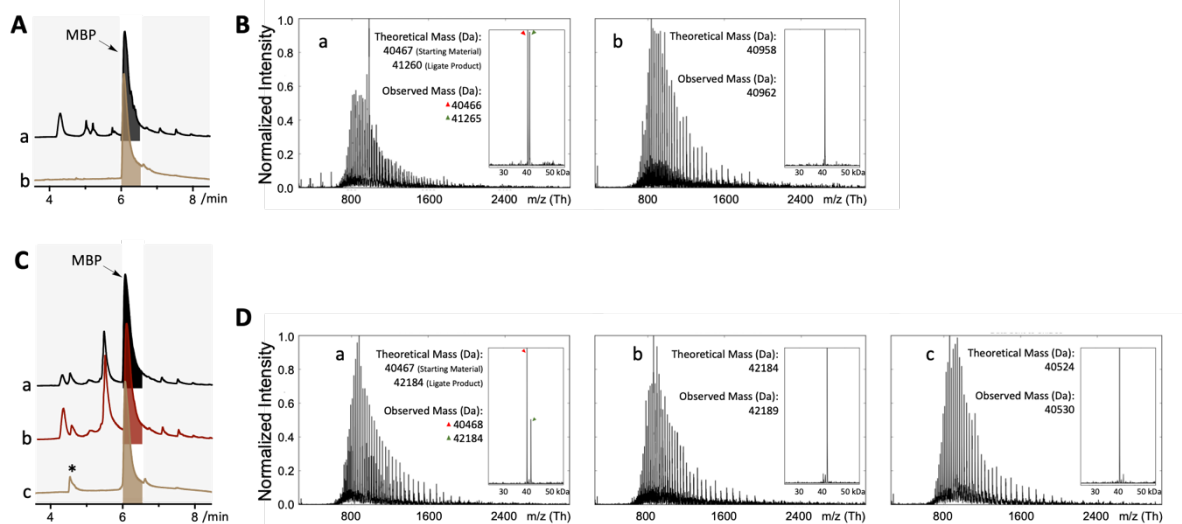 A
MBP
a
b
4 6 8 /min
B
Normalized Intensity
1.0
0.8
0.6
0.4
0.2
0.0
a
Theoretical Mass (Da):
40467 (Starting Material)
41260 (Ligate Product)
Observed Mass (Da):
40466
41265
30 40 50 kDa
800 1600 2400 m/z (Th)
b
Theoretical Mass (Da):
40958
Observed Mass (Da):
40962
30 40 50 kDa
800 1600 2400 m/z (Th)
C
MBP
a
b
*
c
4 6 8 /min
D
Normalized Intensity
1.0
0.8
0.6
0.4
0.2
0.0
a
Theoretical Mass (Da):
40467 (Starting Material)
42184 (Ligate Product)
Observed Mass (Da):
40468
42184
30 40 50 kDa
800 1600 2400 m/z (Th)
b
Theoretical Mass (Da):
42184
Observed Mass (Da):
42189
30 40 50 kDa
800 1600 2400 m/z (Th)
c
Theoretical Mass (Da):
40524
Observed Mass (Da):
40530
30 40 50 kDa
800 1600 2400 m/z (Th)